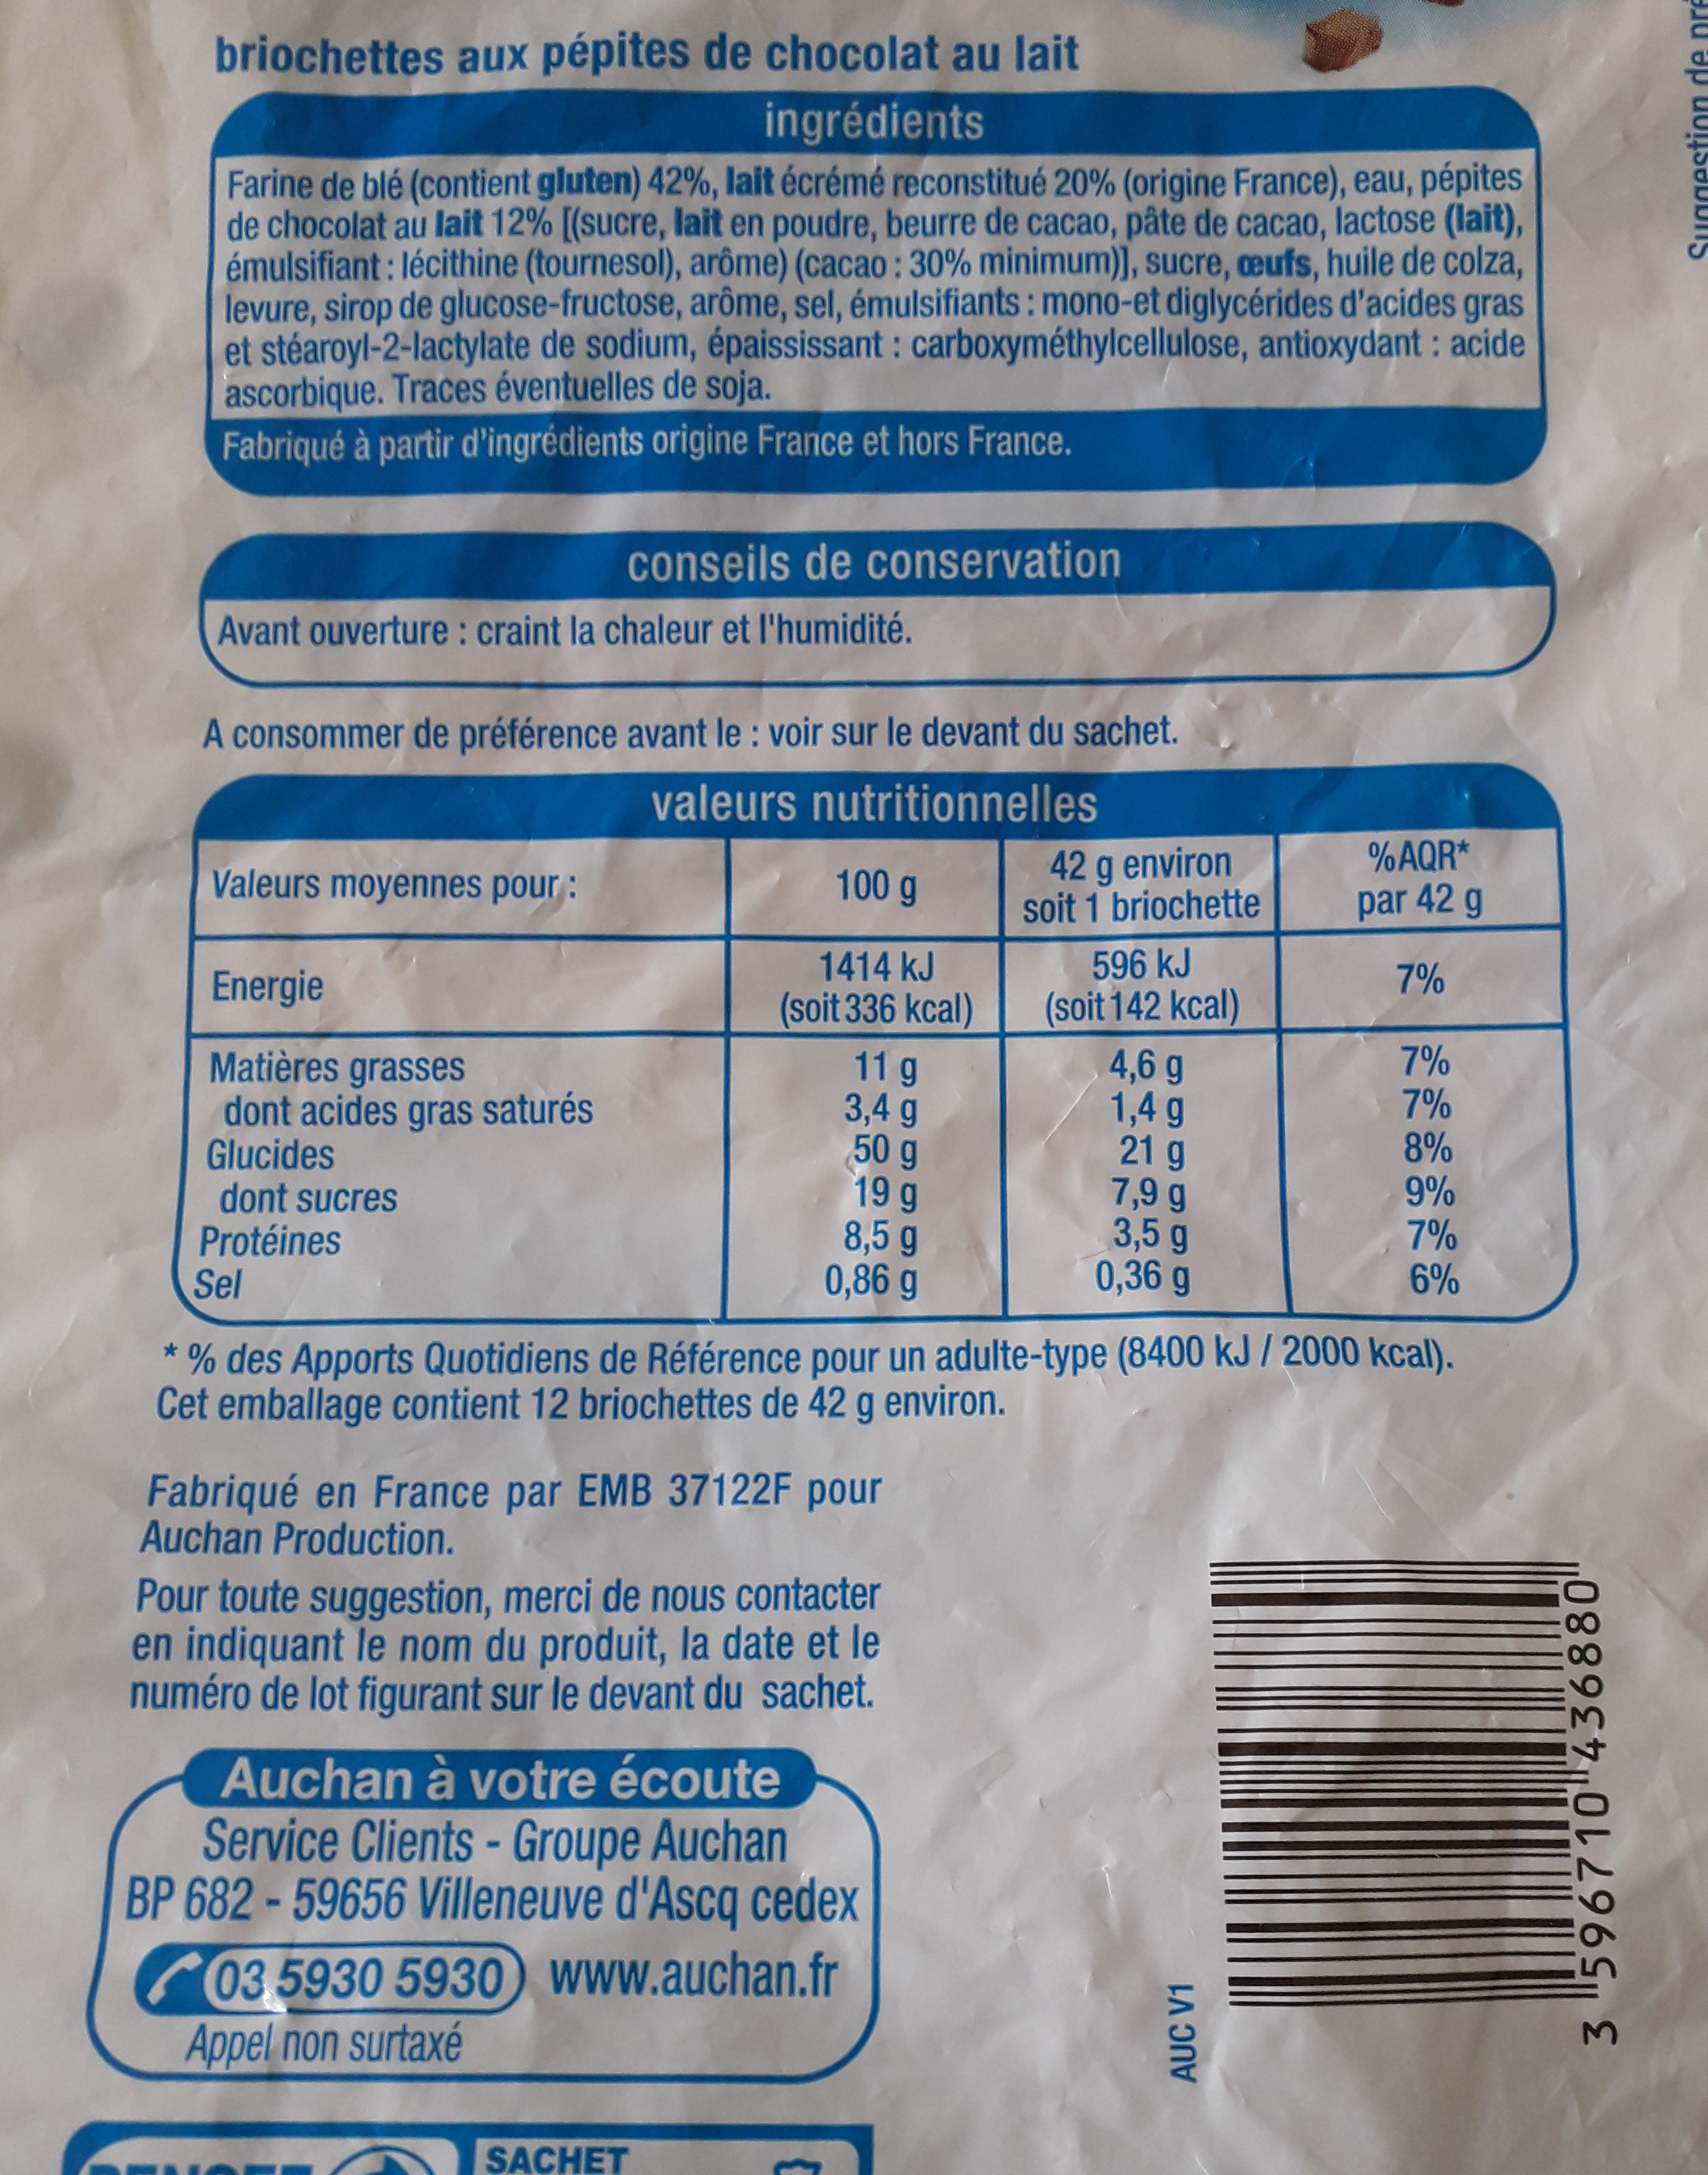 briochettes aux pépites de chocolat au lait
ingrédients
Farine de blé (contient gluten) 42%, lait écrémé reconstitué 20% (origine France), eau, pépites
de chocolat au lait 12% [(sucre, lait en poudre, beurre de cacao, pâte de cacao, lactose (lait),
émulsifiant : lécithine (tournesol), arôme) (cacao : 30% minimum)], sucre, œufs, huile de colza,
levure, sirop de glucose-fructose, arôme, sel, émulsifiants : mono-et diglycérides d'acides gras
et stéaroyl-2-lactylate de sodium, épaississant : carboxyméthylcellulose, antioxydant : acide
ascorbique. Traces éventuelles de soja.
Fabriqué à partir d'ingrédients origine France et hors France.
conseils de conservation
Avant ouverture : craint la chaleur et l'humidité.
A consommer de préférence avant le : voir sur le devant du sachet.
valeurs nutritionnelles
Valeurs moyennes pour : 100 g 42 g environ soit 1 briochette %AQR* par 42 g
Energie 1414 kJ (soit 336 kcal) 596 kJ (soit 142 kcal) 7%
Matières grasses 11 g 4,6 g 7%
dont acides gras saturés 3,4 g 1,4 g 7%
Glucides 50 g 21 g 8%
dont sucres 19 g 7,9 g 9%
Protéines 8,5 g 3,5 g 7%
Sel 0,86 g 0,36 g 6%
* % des Apports Quotidiens de Référence pour un adulte-type (8400 kJ / 2000 kcal).
Cet emballage contient 12 briochettes de 42 g environ.
Fabriqué en France par EMB 37122F pour
Auchan Production.
Pour toute suggestion, merci de nous contacter
en indiquant le nom du produit, la date et le
numéro de lot figurant sur le devant du sachet.
Auchan à votre écoute
Service Clients - Groupe Auchan
BP 682 - 59656 Villeneuve d'Ascq cedex
03 5930 5930 www.auchan.fr
Appel non surtaxé
SACHET
AUC V1
3 596710 436880
Suggestion de